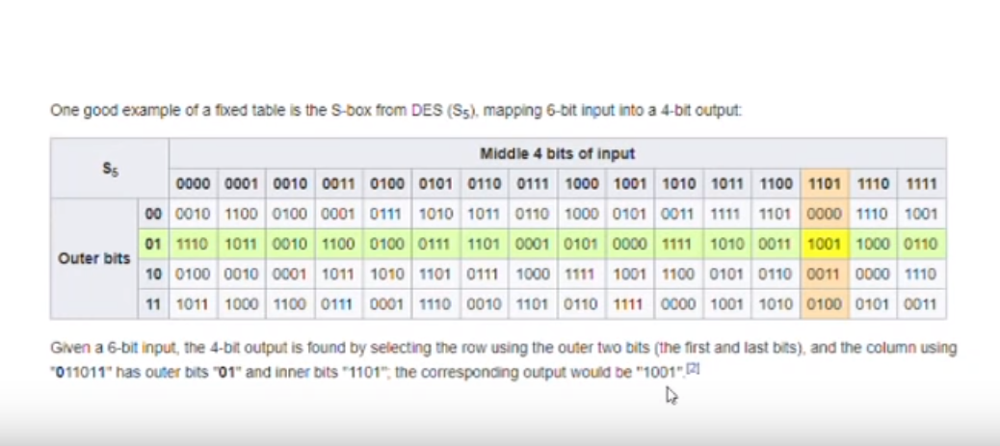 One good example of a fixed table is the S-box from DES (S5), mapping 6-bit input into a 4-bit output:
S5 Middle 4 bits of input
0000 0001 0010 0011 0100 0101 0110 0111 1000 1001 1010 1011 1100 1101 1110 1111
Outer bits
00 0010 1100 0100 0001 0111 1010 1011 0110 1000 0101 0011 1111 1101 0000 1110 1001
01 1110 1011 0010 1100 0100 0111 1101 0001 0101 0000 1111 1010 0011 1001 1000 0110
10 0100 0010 0001 1011 1010 1101 0111 1000 1111 1001 1100 0101 0110 0011 0000 1110
11 1011 1000 1100 0111 0001 1110 0010 1101 0110 1111 0000 1001 1010 0100 0101 0011
Given a 6-bit input, the 4-bit output is found by selecting the row using the outer two bits (the first and last bits), and the column using
"011011" has outer bits "01" and inner bits "1101"; the corresponding output would be "1001".[2]